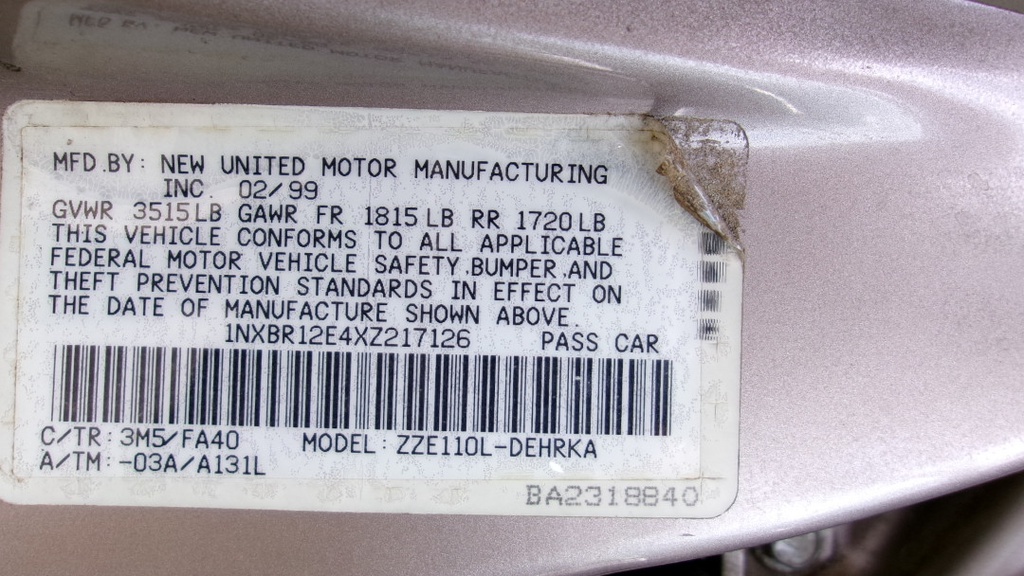 MFD.BY: NEW UNITED MOTOR MANUFACTURING
INC. 02/99
GVWR 3515LB GAWR FR 1815LB RR 1720LB
THIS VEHICLE CONFORMS TO ALL APPLICABLE
FEDERAL MOTOR VEHICLE SAFETY,BUMPER,AND
THEFT PREVENTION STANDARDS IN EFFECT ON
THE DATE OF MANUFACTURE SHOWN ABOVE.
1NXBR12E4XZ217126 PASS CAR
C/TR:3M5/FA40 MODEL:ZZE110L-DEHRKA
A/TM:-03A/A131L
BA2318840